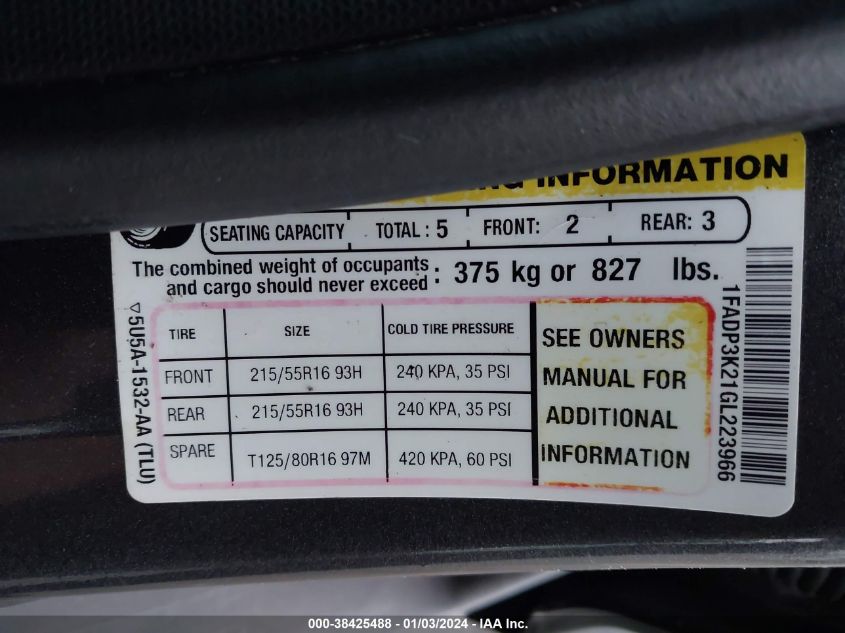 INFORMATION
SEATING CAPACITY TOTAL : 5 FRONT: 2 REAR: 3
The combined weight of occupants
and cargo should never exceed : 375 kg or 827 lbs.
TIRE SIZE COLD TIRE PRESSURE
FRONT 215/55R16 93H 240 KPA, 35 PSI
REAR 215/55R16 93H 240 KPA, 35 PSI
SPARE T125/80R16 97M 420 KPA, 60 PSI
SEE OWNERS
MANUAL FOR
ADDITIONAL
INFORMATION
5U5A-1532-AA (TLU)
1FADP3K21GL223966
000-38425488 - 01/03/2024 - IAA Inc.